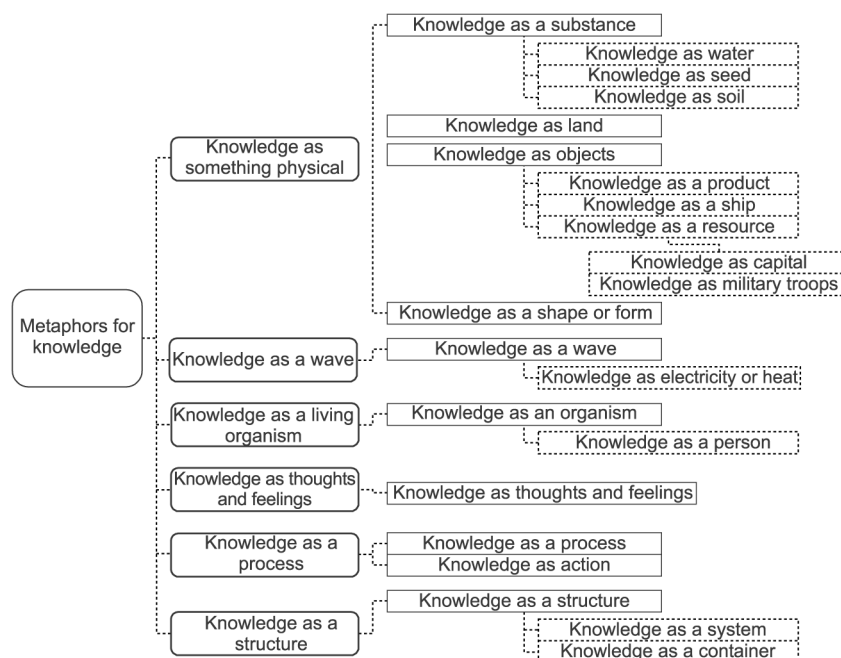 Knowledge as a substance
Knowledge as water
Knowledge as seed
Knowledge as soil
Knowledge as land
Knowledge as something physical
Knowledge as objects
Knowledge as a product
Knowledge as a ship
Knowledge as a resource
Knowledge as capital
Knowledge as military troops
Knowledge as a shape or form
Metaphors for
knowledge
Knowledge as a wave
Knowledge as a wave
Knowledge as electricity or heat
Knowledge as a living
organism
Knowledge as an organism
Knowledge as a person
Knowledge as thoughts
and feelings
Knowledge as thoughts and feelings
Knowledge as a
process
Knowledge as a process
Knowledge as action
Knowledge as a
structure
Knowledge as a structure
Knowledge as a system
Knowledge as a container